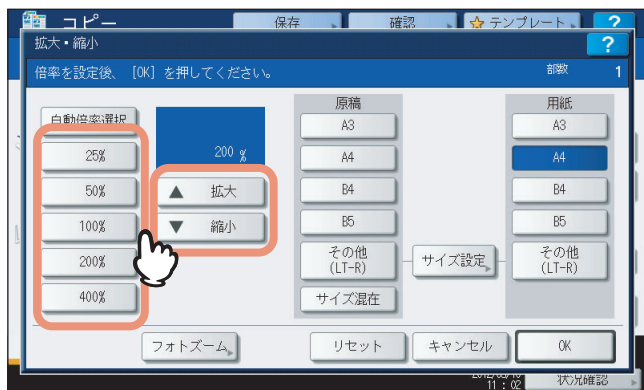 コピー
保存
確認
テンプレート
?
拡大・縮小
?
倍率を設定後、 [OK] を押してください。
部数 1
自動倍率選択
25%
50%
100%
200%
400%
200 %
▲ 拡大
▼ 縮小
原稿
A3
A4
B4
B5
その他
(LT-R)
サイズ混在
サイズ設定
用紙
A3
A4
B4
B5
その他
(LT-R)
フォトズーム
リセット
キャンセル
OK
11 : 02
状況確認